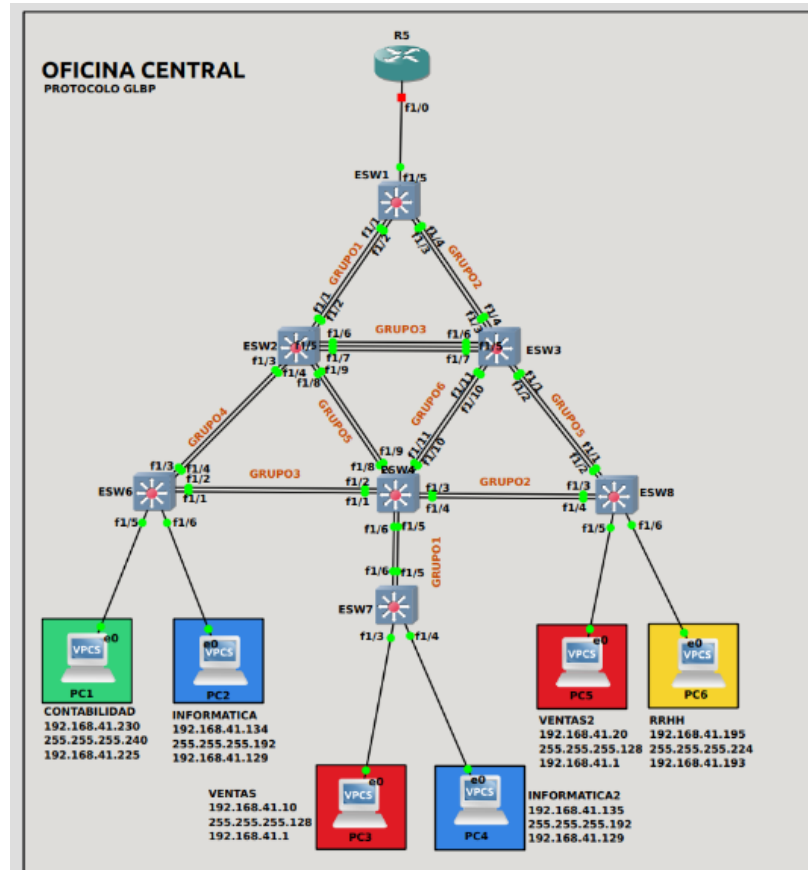 R5
OFICINA CENTRAL
PROTOCOLO GLBP
f1/0
ESW1
f1/5
f1/1
f1/2
f1/4
f1/3
GRUPO1
GRUPO2
f1/1
f1/2
f1/4
ESW2
f1/5
f1/6
GRUPO3
f1/6
f1/5
ESW3
f1/7
f1/7
f1/3
f1/4
f1/9
f1/8
f1/11
f1/10
f1/1
f1/2
GRUPO4
GRUPO5
GRUPO6
GRUPO5
f1/11
f1/10
f1/1
f1/2
f1/3
f1/4
f1/9
f1/8
ESW4
ESW6
f1/2
f1/1
GRUPO3
f1/2
f1/1
f1/3
f1/4
GRUPO2
f1/3
f1/4
ESW8
f1/5
f1/6
f1/6
f1/5
f1/5
f1/6
GRUPO1
f1/6
f1/5
ESW7
f1/3
f1/4
e0
VPCS
PC1
e0
VPCS
PC2
e0
VPCS
PC5
e0
VPCS
PC6
CONTABILIDAD
192.168.41.230
255.255.255.240
192.168.41.225
INFORMATICA
192.168.41.134
255.255.255.192
192.168.41.129
VENTAS2
192.168.41.20
255.255.255.128
192.168.41.1
RRHH
192.168.41.195
255.255.255.224
192.168.41.193
VENTAS
192.168.41.10
255.255.255.128
192.168.41.1
e0
VPCS
PC3
e0
VPCS
PC4
INFORMATICA2
192.168.41.135
255.255.255.192
192.168.41.129